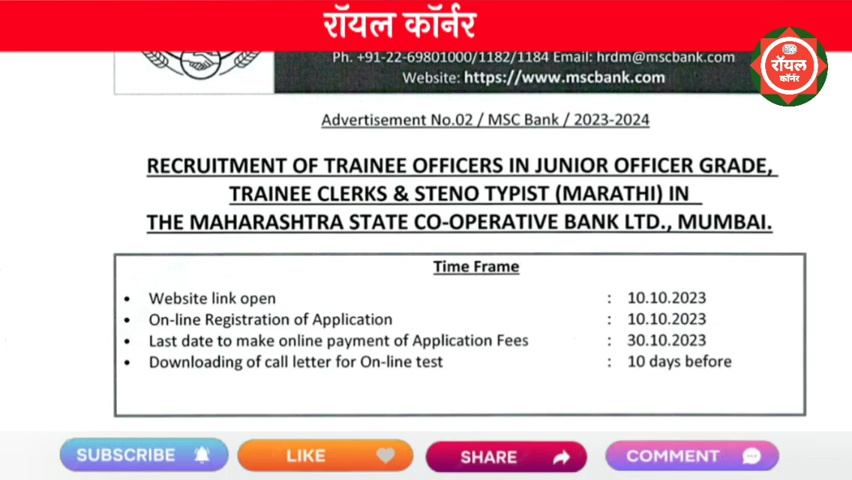 रॉयल कॉर्नर
रॉयल
कॉर्नर
Ph. +91-22-69801000/1182/1184 Email: hrdm@mscbank.com
Website: https://www.mscbank.com
Advertisement No.02 / MSC Bank / 2023-2024
RECRUITMENT OF TRAINEE OFFICERS IN JUNIOR OFFICER GRADE,
TRAINEE CLERKS & STENO TYPIST (MARATHI) IN
THE MAHARASHTRA STATE CO-OPERATIVE BANK LTD., MUMBAI.
Time Frame
• Website link open : 10.10.2023
• On-line Registration of Application : 10.10.2023
• Last date to make online payment of Application Fees : 30.10.2023
• Downloading of call letter for On-line test : 10 days before
SUBSCRIBE LIKE SHARE COMMENT